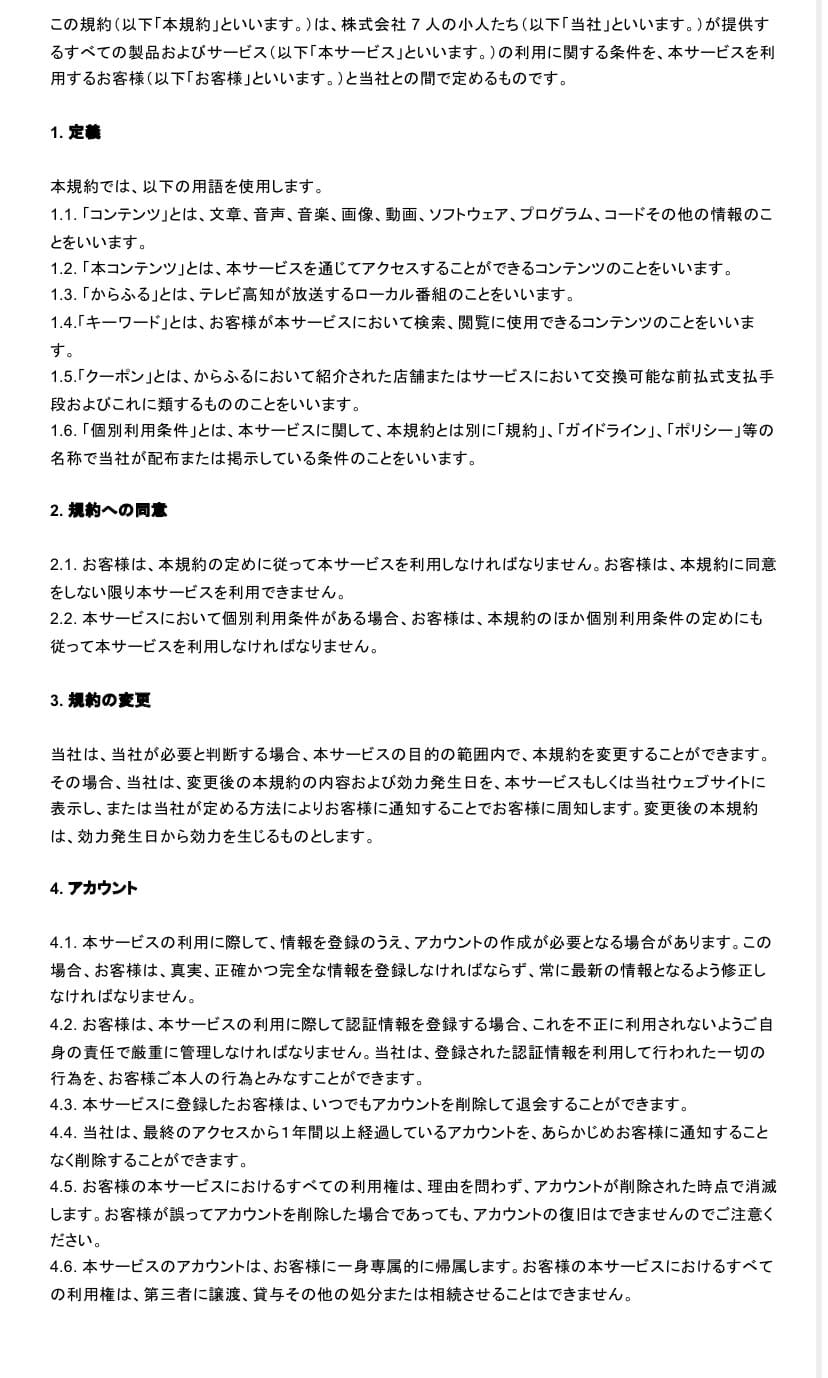 この規約（以下「本規約」といいます。）は、株式会社７人の小人たち（以下「当社」といいます。）が提供す
るすべての製品およびサービス（以下「本サービス」といいます。）の利用に関する条件を、本サービスを利
用するお客様（以下「お客様」といいます。）と当社との間で定めるものです。
1. 定義
本規約では、以下の用語を使用します。
1.1. 「コンテンツ」とは、文章、音声、音楽、画像、動画、ソフトウェア、プログラム、コードその他の情報のこ
とをいいます。
1.2. 「本コンテンツ」とは、本サービスを通じてアクセスすることができるコンテンツのことをいいます。
1.3. 「からふる」とは、テレビ高知が放送するローカル番組のことをいいます。
1.4.「キーワード」とは、お客様が本サービスにおいて検索、閲覧に使用できるコンテンツのことをいいま
す。
1.5.「クーポン」とは、からふるにおいて紹介された店舗またはサービスにおいて交換可能な前払式支払手
段およびこれに類するもののことをいいます。
1.6. 「個別利用条件」とは、本サービスに関して、本規約とは別に「規約」、「ガイドライン」、「ポリシー」等の
名称で当社が配布または掲示している条件のことをいいます。
2. 規約への同意
2.1. お客様は、本規約の定めに従って本サービスを利用しなければなりません。お客様は、本規約に同意
をしない限り本サービスを利用できません。
2.2. 本サービスにおいて個別利用条件がある場合、お客様は、本規約のほか個別利用条件の定めにも
従って本サービスを利用しなければなりません。
3. 規約の変更
当社は、当社が必要と判断する場合、本サービスの目的の範囲内で、本規約を変更することができます。
その場合、当社は、変更後の本規約の内容および効力発生日を、本サービスもしくは当社ウェブサイトに
表示し、または当社が定める方法によりお客様に通知することでお客様に周知します。変更後の本規約
は、効力発生日から効力を生じるものとします。
4. アカウント
4.1. 本サービスの利用に際して、情報を登録のうえ、アカウントの作成が必要となる場合があります。この
場合、お客様は、真実、正確かつ完全な情報を登録しなければならず、常に最新の情報となるよう修正し
なければなりません。
4.2. お客様は、本サービスの利用に際して認証情報を登録する場合、これを不正に利用されないようご自
身の責任で厳重に管理しなければなりません。当社は、登録された認証情報を利用して行われた一切の
行為を、お客様ご本人の行為とみなすことができます。
4.3. 本サービスに登録したお客様は、いつでもアカウントを削除して退会することができます。
4.4. 当社は、最終のアクセスから１年間以上経過しているアカウントを、あらかじめお客様に通知すること
なく削除することができます。
4.5. お客様の本サービスにおけるすべての利用権は、理由を問わず、アカウントが削除された時点で消滅
します。お客様が誤ってアカウントを削除した場合であっても、アカウントの復旧はできませんのでご注意く
ださい。
4.6. 本サービスのアカウントは、お客様に一身専属的に帰属します。お客様の本サービスにおけるすべて
の利用権は、第三者に譲渡、貸与その他の処分または相続させることはできません。